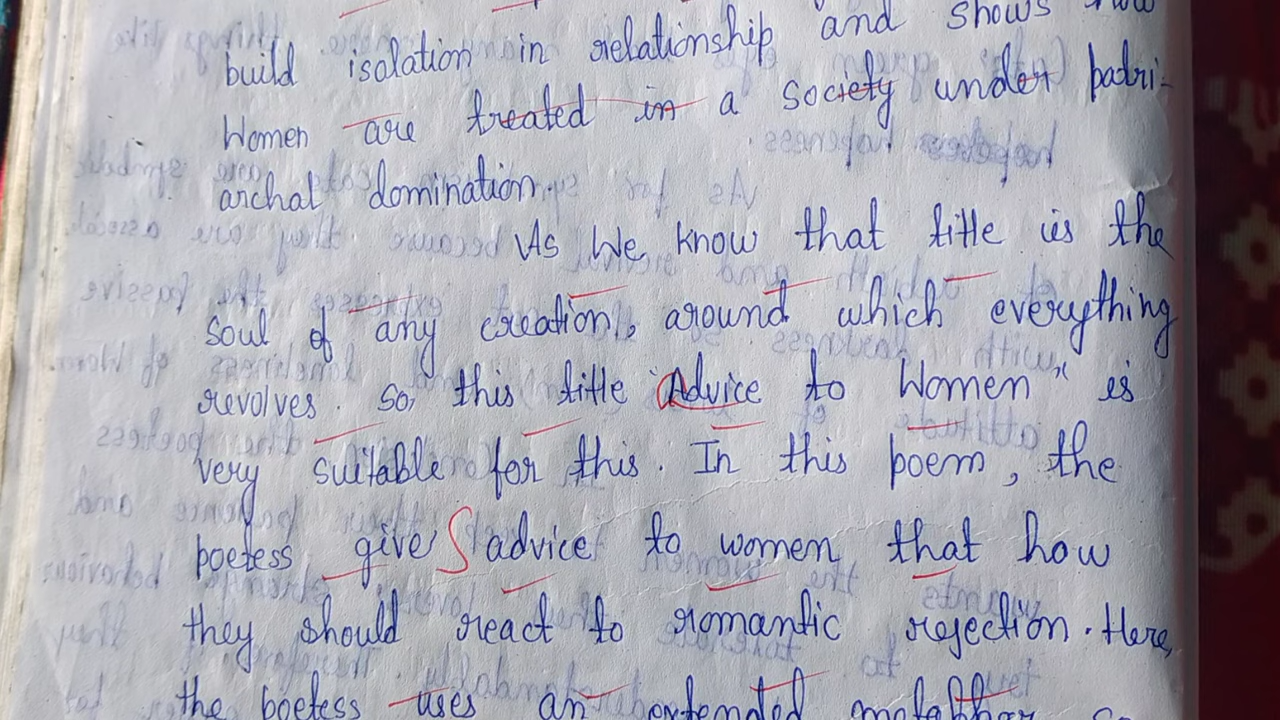 build isolation in relationship and shows how
Women are treated in a society under patri-
archal domination.
As We know that title is the
soul of any creation, around which everything
revolves. So, this title "Advice to Women" is
very suitable for this. In this poem, the
poetess give S advice to women that how
they should react to romantic rejection. Here,
the poetess uses an extended metaphor